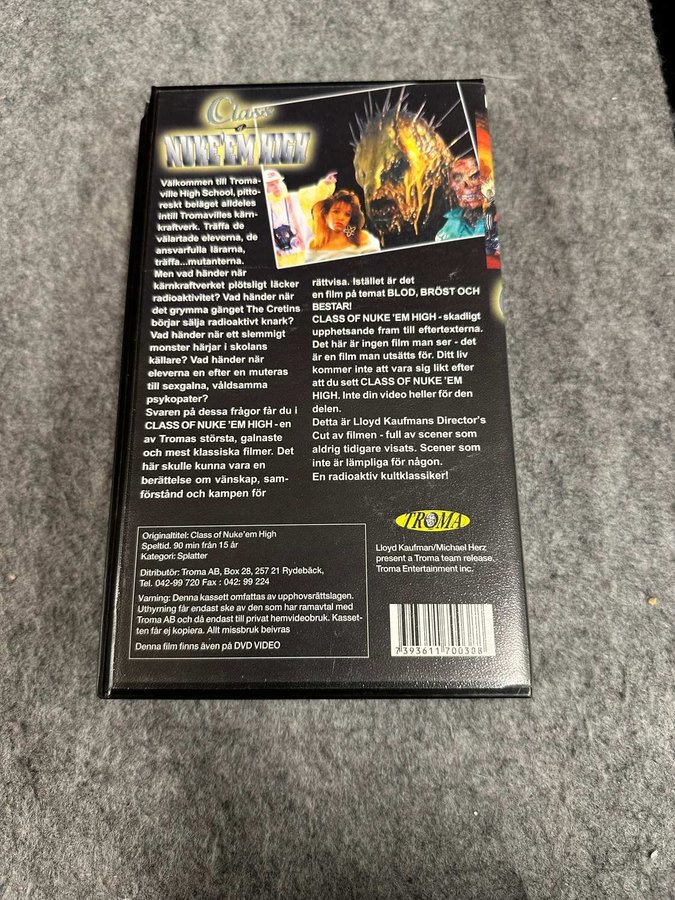 Class
of
NUKE'EM HIGH
Välkommen till Troma-
ville High School, pitto-
reskt beläget alldeles
intill Tromavilles kärn-
kraftverk. Träffa de
välartade eleverna, de
ansvarfulla lärarna,
träffa...mutanterna.
Men vad händer när
kärnkraftverket plötsligt läcker
radioaktivitet? Vad händer när
det grymma gänget The Cretins
börjar sälja radioaktivt knark?
Vad händer när ett slemmigt
monster härjar i skolans
källare? Vad händer när
eleverna en efter en muteras
till sexgalna, våldsamma
psykopater?
Svaren på dessa frågor får du i
CLASS OF NUKE 'EM HIGH - en
av Tromas största, galnaste
och mest klassiska filmer. Det
här skulle kunna vara en
berättelse om vänskap, sam-
förstånd och kampen för
rättvisa. Istället är det
en film på temat BLOD, BRÖST OCH
BESTAR!
CLASS OF NUKE 'EM HIGH - skadligt
upphetsande fram till eftertexterna.
Det här är ingen film man ser - det
är en film man utsätts för. Ditt liv
kommer inte att vara sig likt efter
att du sett CLASS OF NUKE 'EM
HIGH. Inte din video heller för den
delen.
Detta är Lloyd Kaufmans Director's
Cut av filmen - full av scener som
aldrig tidigare visats. Scener som
inte är lämpliga för någon.
En radioaktiv kultklassiker!
Originaltitel: Class of Nuke'em High
Speltid. 90 min från 15 år
Kategori: Splatter
Ditributör: Troma AB, Box 28, 257 21 Rydebäck,
Tel. 042-99 720 Fax : 042: 99 224
Varning: Denna kassett omfattas av upphovsrättslagen.
Uthyrning får endast ske av den som har ramavtal med
Troma AB och då endast till privat hemvideobruk. Kasset-
ten får ej kopiera. Allt missbruk beivras
Denna film finns även på DVD VIDEO
TROMA
Lloyd Kaufman/Michael Herz
present a Troma team release.
Troma Entertainment inc.
7393611700308